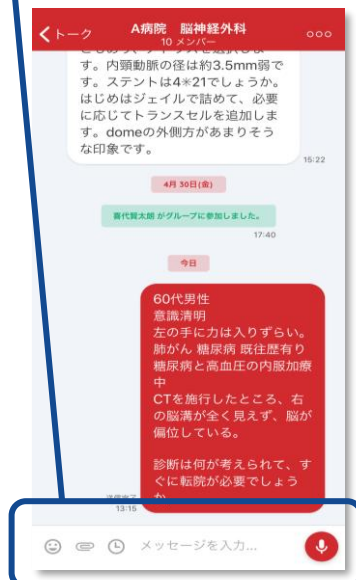 トーク
A病院 脳神経外科
10 メンバー
す。内頸動脈の径は約3.5mm弱で
す。ステントは4*21でしょうか。
はじめはジェイルで詰めて、必要
に応じてトランスセルを追加しま
す。domeの外側方があまりそう
な印象です。
15:22
4月 30日(金)
喜代賢太朗 がグループに参加しました。
17:40
今日
60代男性
意識清明
左の手に力は入りずらい。
肺がん 糖尿病 既往歴有り
糖尿病と高血圧の内服加療
中
CTを施行したところ、右
の脳溝が全く見えず、脳が
偏位している。
診断は何が考えられて、す
ぐに転院が必要でしょう
か
13:15
メッセージを入力...